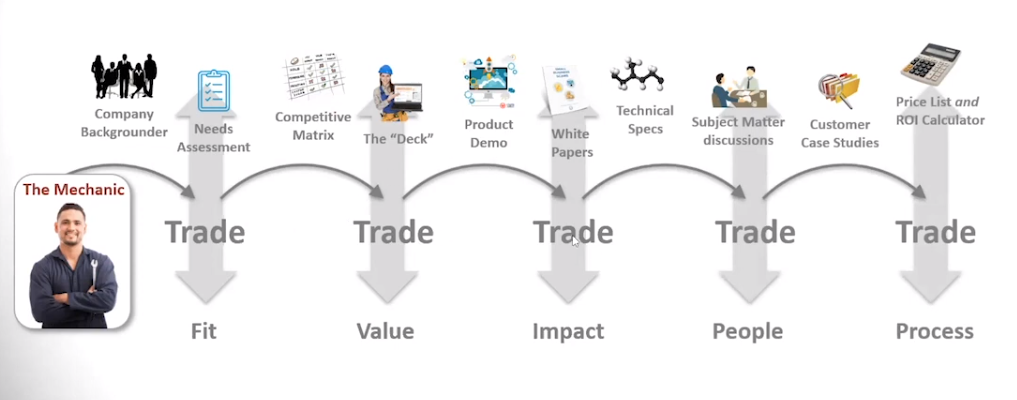 Company
Backgrounder
Needs
Assessment
Competitive
Matrix
The "Deck"
Product
Demo
White
Papers
Technical
Specs
Subject Matter
discussions
Customer
Case Studies
Price List and
ROI Calculator
The Mechanic
Trade
Trade
Trade
Trade
Trade
Fit
Value
Impact
People
Process